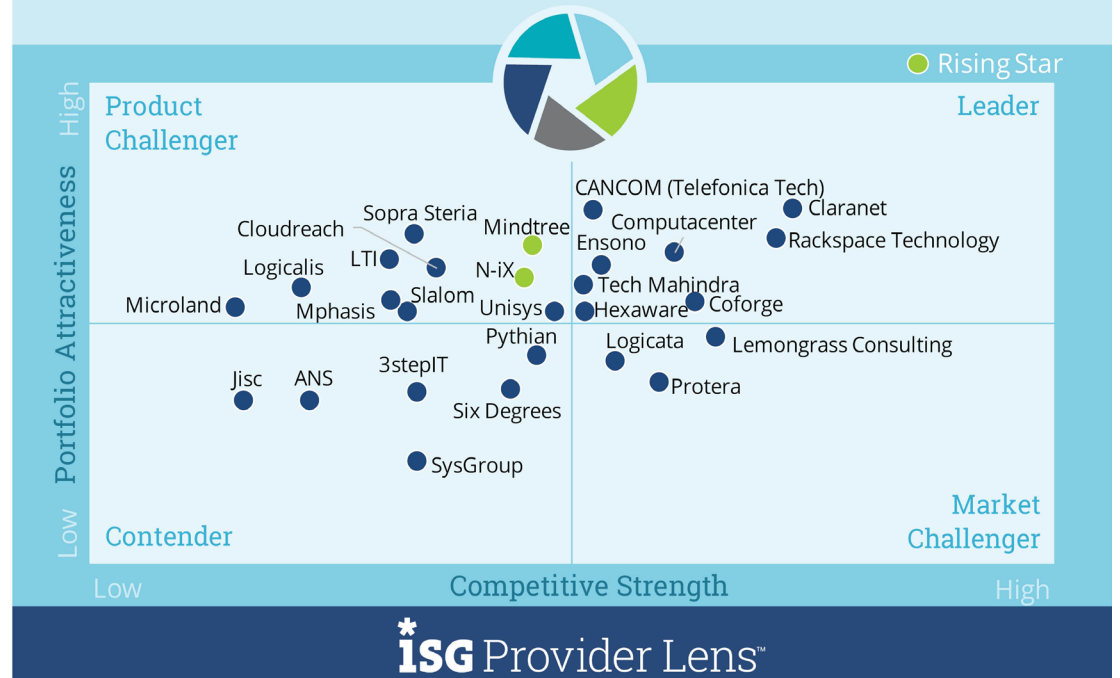 Rising Star
High
Product
Challenger
Leader
Portfolio Attractiveness
CANCOM (Telefonica Tech)
Claranet
Sopra Steria
Cloudreach
Mindtree
Computacenter
Ensono
Rackspace Technology
LTI
Logicalis
N-iX
Tech Mahindra
Microland
Mphasis
Slalom
Unisys
Hexaware
Coforge
Pythian
Logicata
Lemongrass Consulting
Jisc
ANS
3stepIT
Protera
Six Degrees
SysGroup
Low
Contender
Market
Challenger
Low
Competitive Strength
High
*iSG Provider Lens™